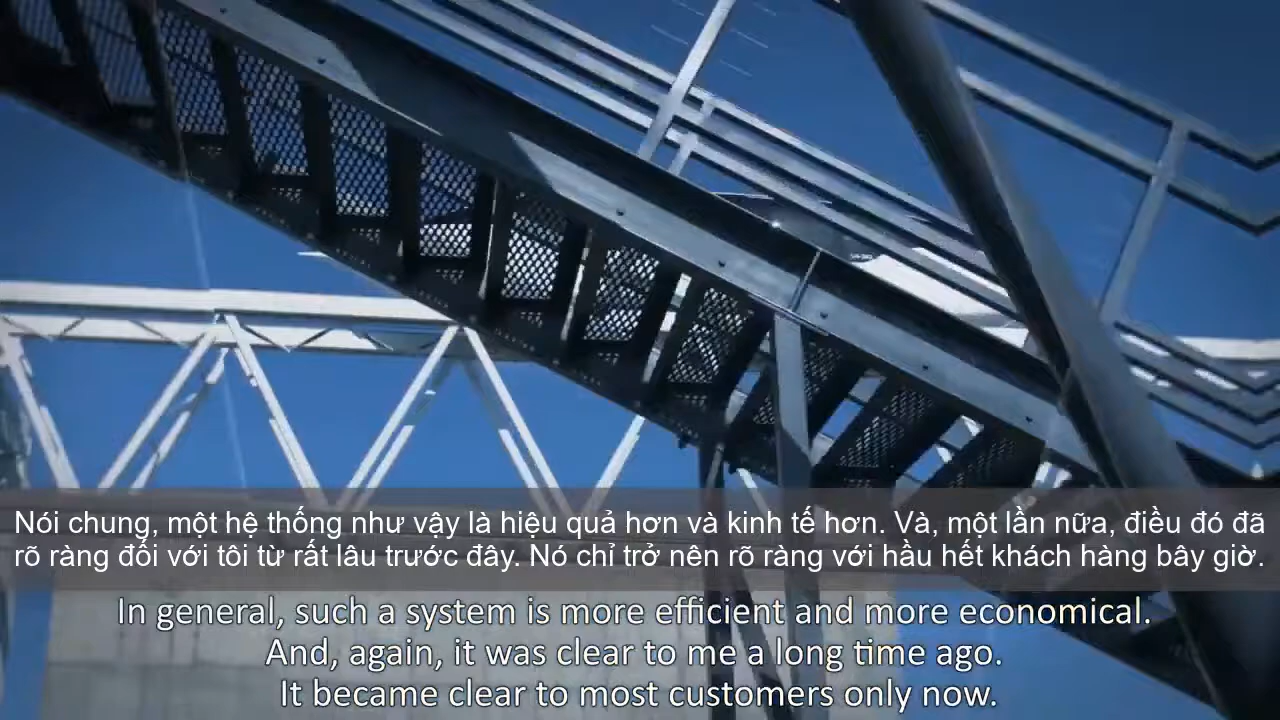 Nói chung, một hệ thống như vậy là hiệu quả hơn và kinh tế hơn. Và, một lần nữa, điều đó đã
rõ ràng đối với tôi từ rất lâu trước đây. Nó chỉ trở nên rõ ràng với hầu hết khách hàng bây giờ.
In general, such a system is more efficient and more economical.
And, again, it was clear to me a long time ago.
It became clear to most customers only now.